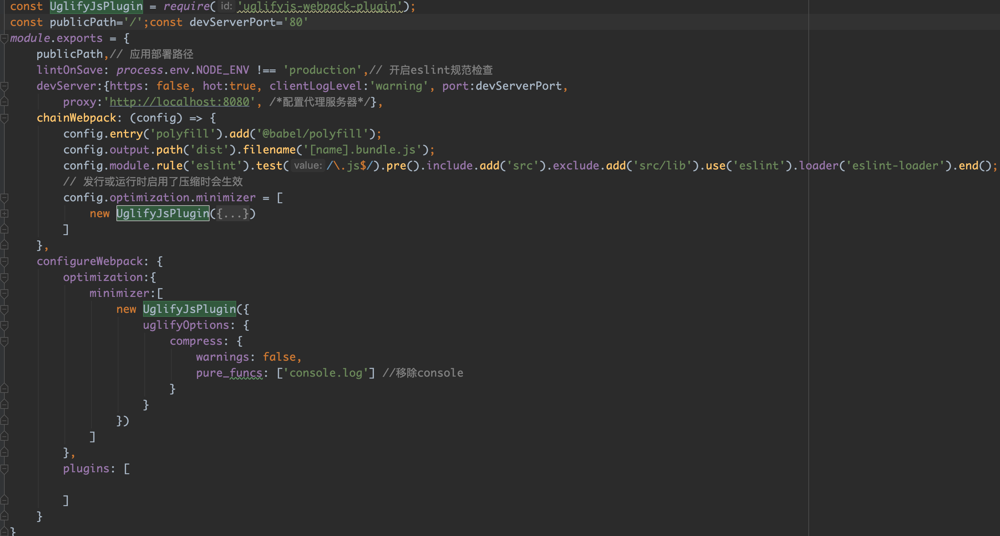 const UglifyJsPlugin = require( id: 'uglifyjs-webpack-plugin');
const publicPath='/';const devServerPort='80'
module.exports = {
    publicPath,// 应用部署路径
    lintOnSave: process.env.NODE_ENV !== 'production',// 开启eslint规范检查
    devServer:{https: false, hot:true, clientLogLevel:'warning', port:devServerPort,
        proxy:'http://localhost:8080', /*配置代理服务器*/},
    chainWebpack: (config) => {
        config.entry('polyfill').add('@babel/polyfill');
        config.output.path('dist').filename('[name].bundle.js');
        config.module.rule('eslint').test( value: /\.js$/).pre().include.add('src').exclude.add('src/lib').use('eslint').loader('eslint-loader').end();
        // 发行或运行时启用了压缩时会生效
        config.optimization.minimizer = [
            new UglifyJsPlugin({...})
        ]
    },
    configureWebpack: {
        optimization:{
            minimizer:[
                new UglifyJsPlugin({
                    uglifyOptions: {
                        compress: {
                            warnings: false,
                            pure_funcs: ['console.log'] //移除console
                        }
                    }
                })
            ]
        },
        plugins: [
        ]
    }
}